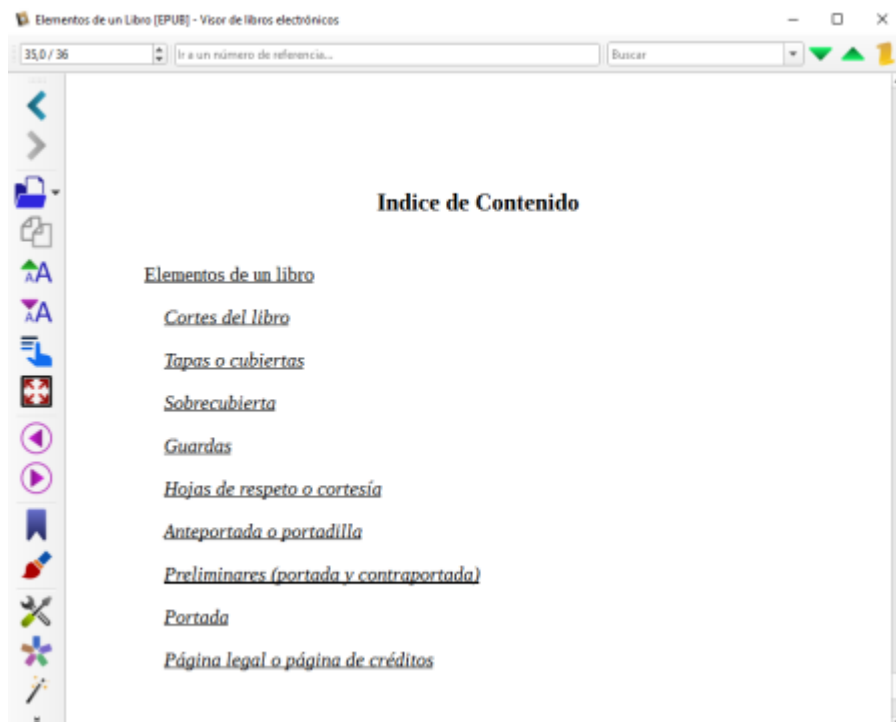 Elementos de un Libro [EPUB] - Visor de libros electrónicos
35,0 / 36
Ir a un número de referencia...
Buscar
Indice de Contenido
Elementos de un libro
Cortes del libro
Tapas o cubiertas
Sobrecubierta
Guardas
Hojas de respeto o cortesía
Anteportada o portadilla
Preliminares (portada y contraportada)
Portada
Página legal o página de créditos